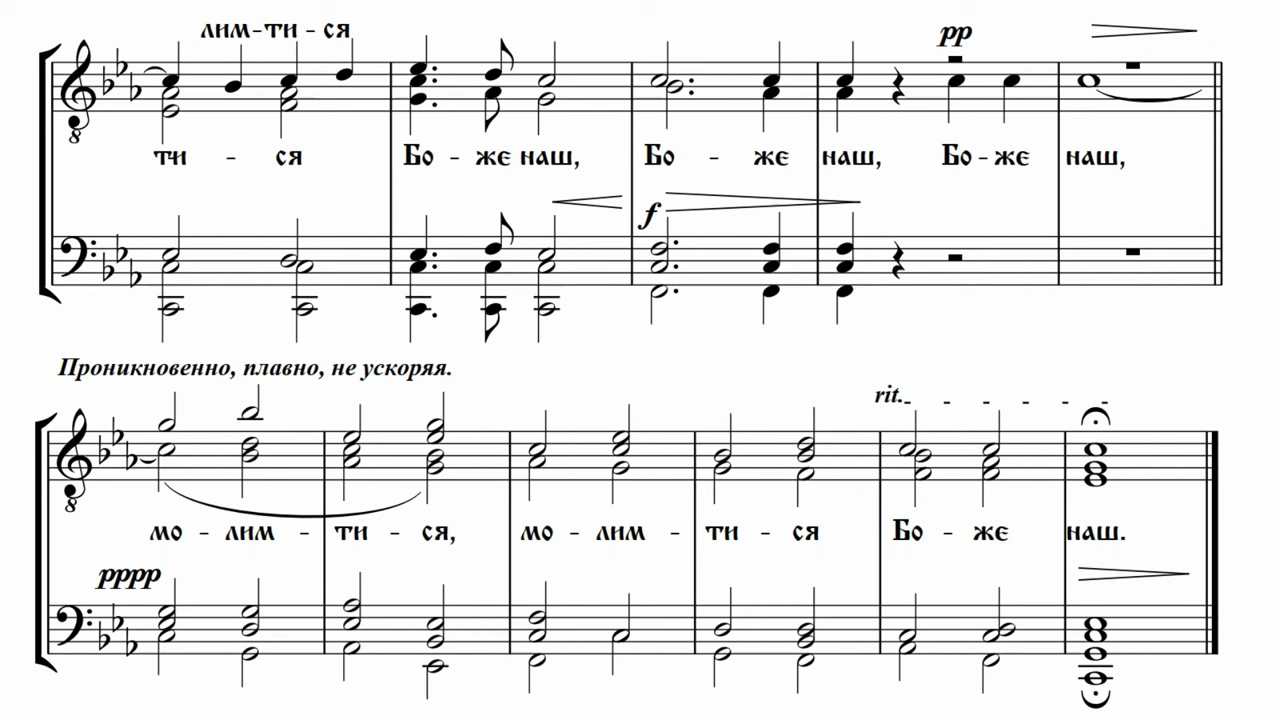 лим-ти-ся
pp
ти - ся Бо - же наш, Бо - же наш, Бо-же наш,
f
Проникновенно, плавно, не ускоряя.
rit.
мо - лим - ти - ся, мо - лим - ти - ся Бо - же наш.
pppp